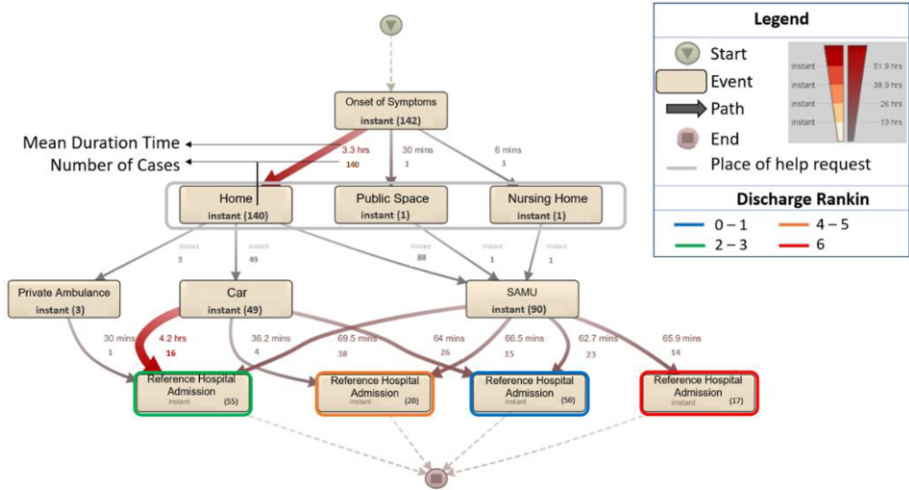 Legend
Start
Event
Path
End
Place of help request
instant 51.9 hrs
instant 38.9 hrs
instant 26 hrs
instant 13 hrs
Discharge Rankin
0 – 1
4 – 5
2 – 3
6
Onset of Symptoms
instant (142)
Mean Duration Time
Number of Cases
3.3 hrs
140
30 mins
1
6 mins
1
Home
instant (140)
Public Space
instant (1)
Nursing Home
instant (1)
instant
3
instant
49
instant
88
instant
1
instant
1
Private Ambulance
instant (3)
Car
instant (49)
SAMU
instant (90)
30 mins
1
4.2 hrs
16
36.2 mins
4
69.5 mins
38
64 mins
26
66.5 mins
15
62.7 mins
23
65.9 mins
14
Reference Hospital
Admission
instant (55)
Reference Hospital
Admission
instant (20)
Reference Hospital
Admission
instant (50)
Reference Hospital
Admission
instant (17)